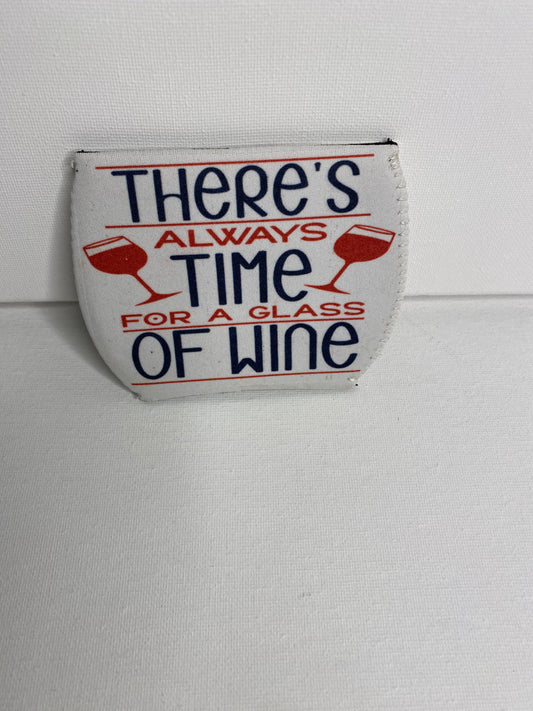 THERE'S
ALWAYS
TIME
FOR A GLASS
OF WINE